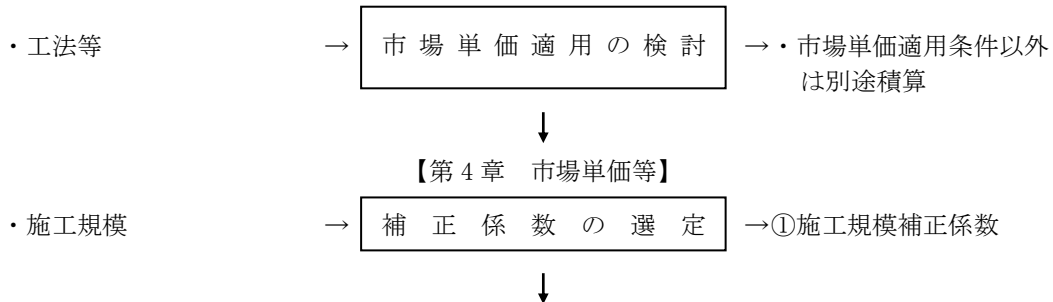 ・工法等 → 市場単価適用の検討 →・市場単価適用条件以外
は別途積算
↓
【第4章 市場単価等】
・施工規模 → 補正係数の選定 →①施工規模補正係数
↓